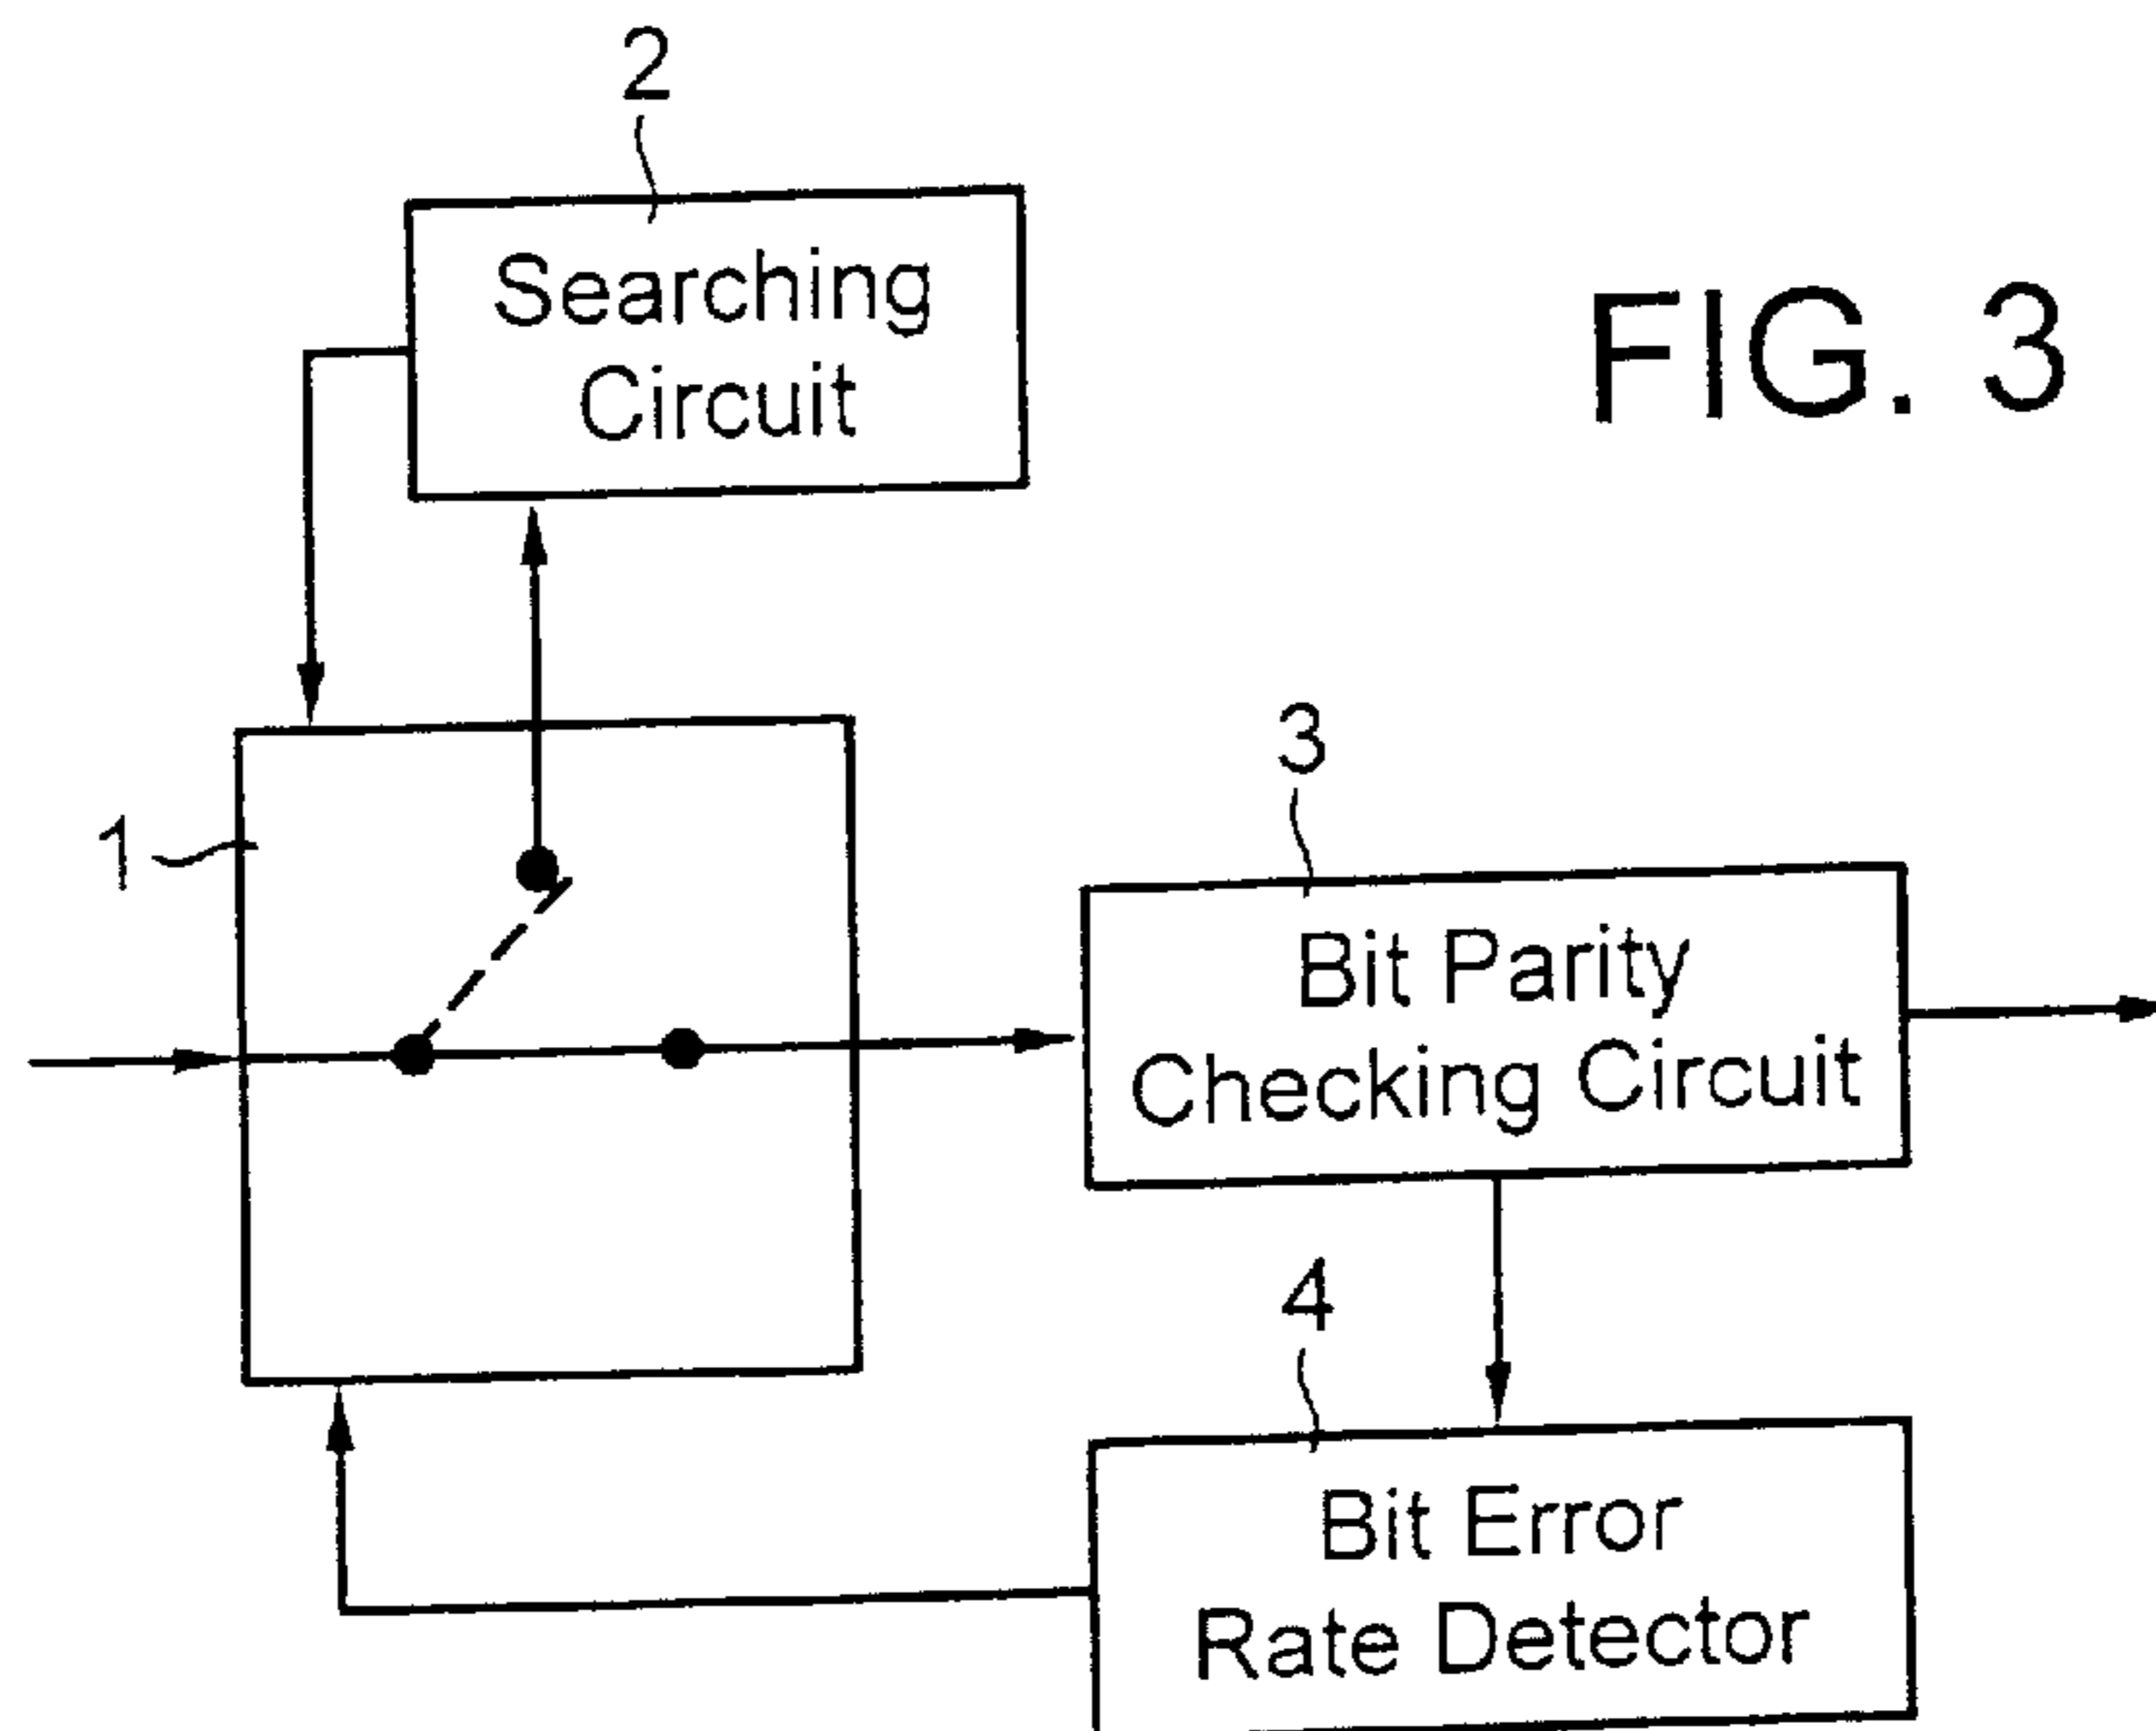 2
Searching
Circuit
FIG. 3
1
3
Bit Parity
Checking Circuit
4
Bit Error
Rate Detector